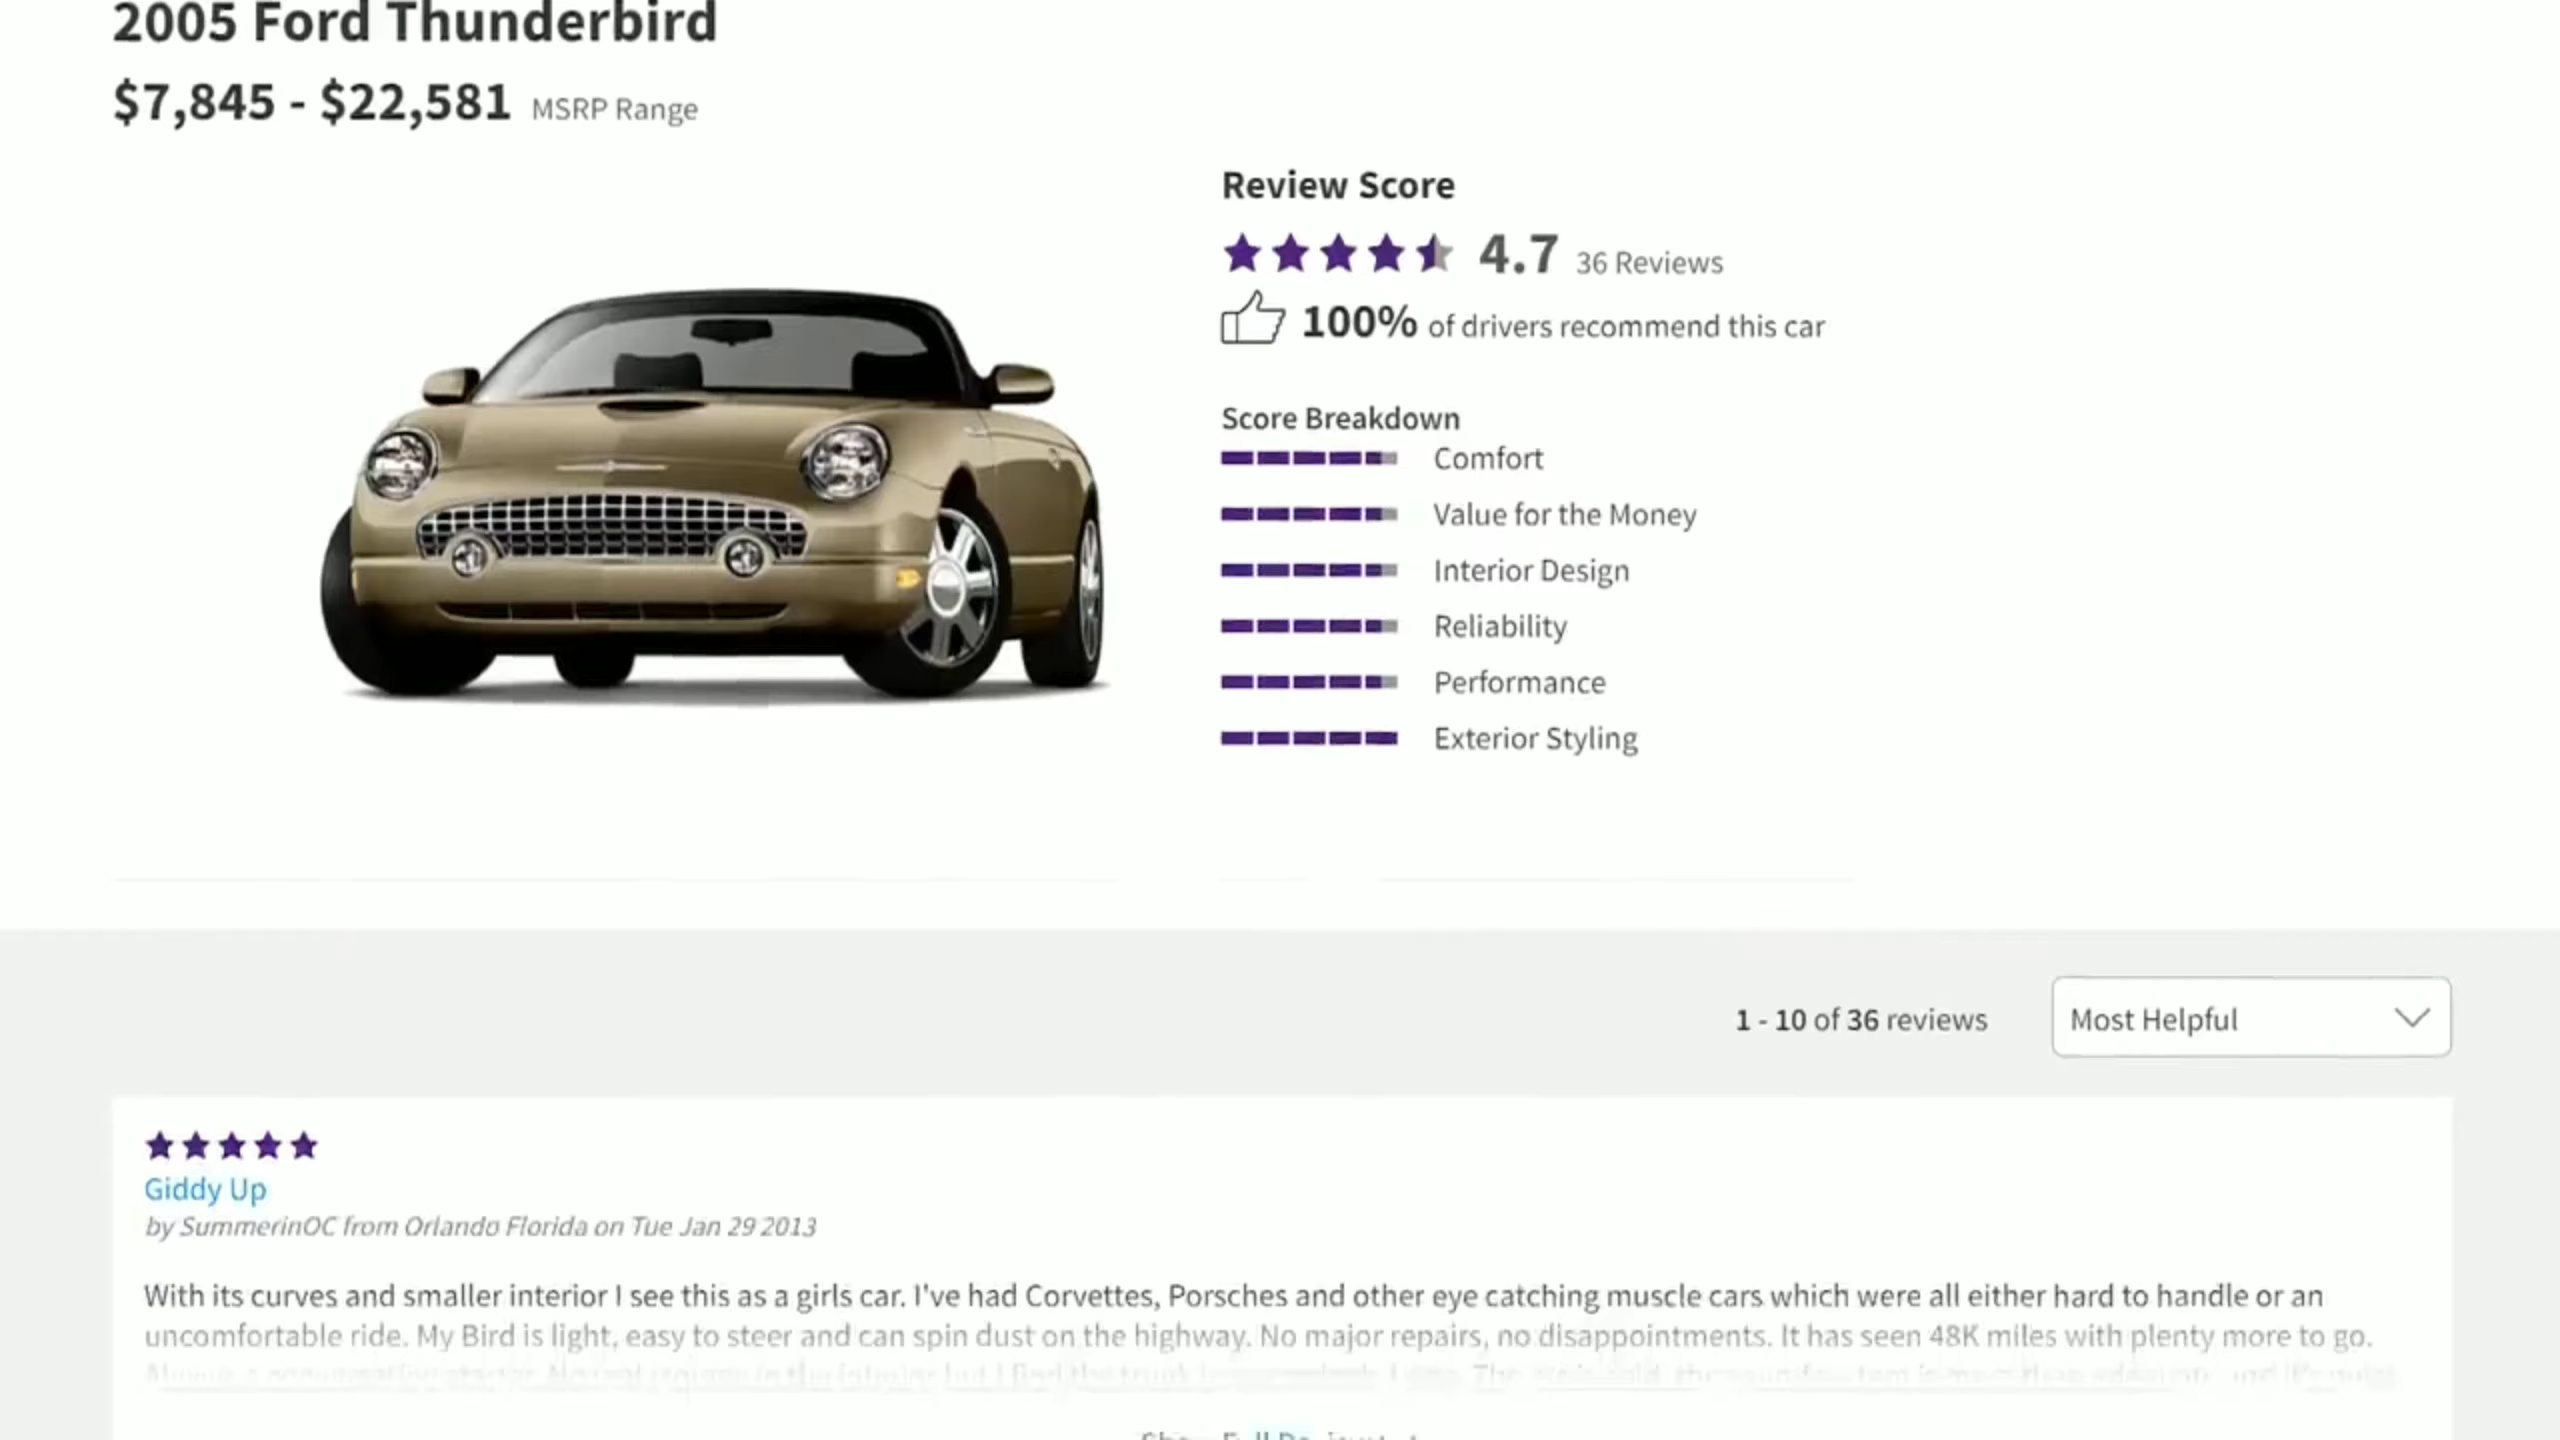 2005 Ford Thunderbird
$7,845 - $22,581 MSRP Range
Review Score
4.7 36 Reviews
100% of drivers recommend this car
Score Breakdown
Comfort
Value for the Money
Interior Design
Reliability
Performance
Exterior Styling
1 - 10 of 36 reviews
Most Helpful
Giddy Up
by SummerinOC from Orlando Florida on Tue Jan 29 2013
With its curves and smaller interior I see this as a girls car. I've had Corvettes, Porsches and other eye catching muscle cars which were all either hard to handle or an
uncomfortable ride. My Bird is light, easy to steer and can spin dust on the highway. No major repairs, no disappointments. It has seen 48K miles with plenty more to go.